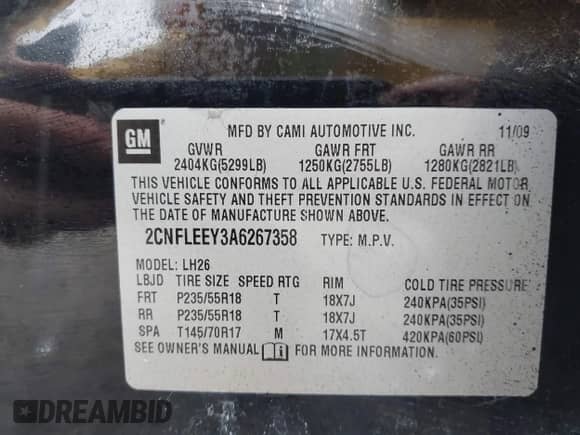 GM
MFD BY CAMI AUTOMOTIVE INC. 11/09
GVWR GAWR FRT GAWR RR
2404KG(5299LB) 1250KG(2755LB) 1280KG(2821LB)
THIS VEHICLE CONFORMS TO ALL APPLICABLE U.S. FEDERAL MOTOR
VEHICLE SAFETY AND THEFT PREVENTION STANDARDS IN EFFECT ON
THE DATE OF MANUFACTURE SHOWN ABOVE.
2CNFLEEY3A6267358 TYPE: M.P.V.
MODEL: LH26
LBJD TIRE SIZE SPEED RTG RIM COLD TIRE PRESSURE
FRT P235/55R18 T 18X7J 240KPA(35PSI)
RR P235/55R18 T 18X7J 240KPA(35PSI)
SPA T145/70R17 M 17X4.5T 420KPA(60PSI)
SEE OWNER'S MANUAL FOR MORE INFORMATION.
DREAMBID